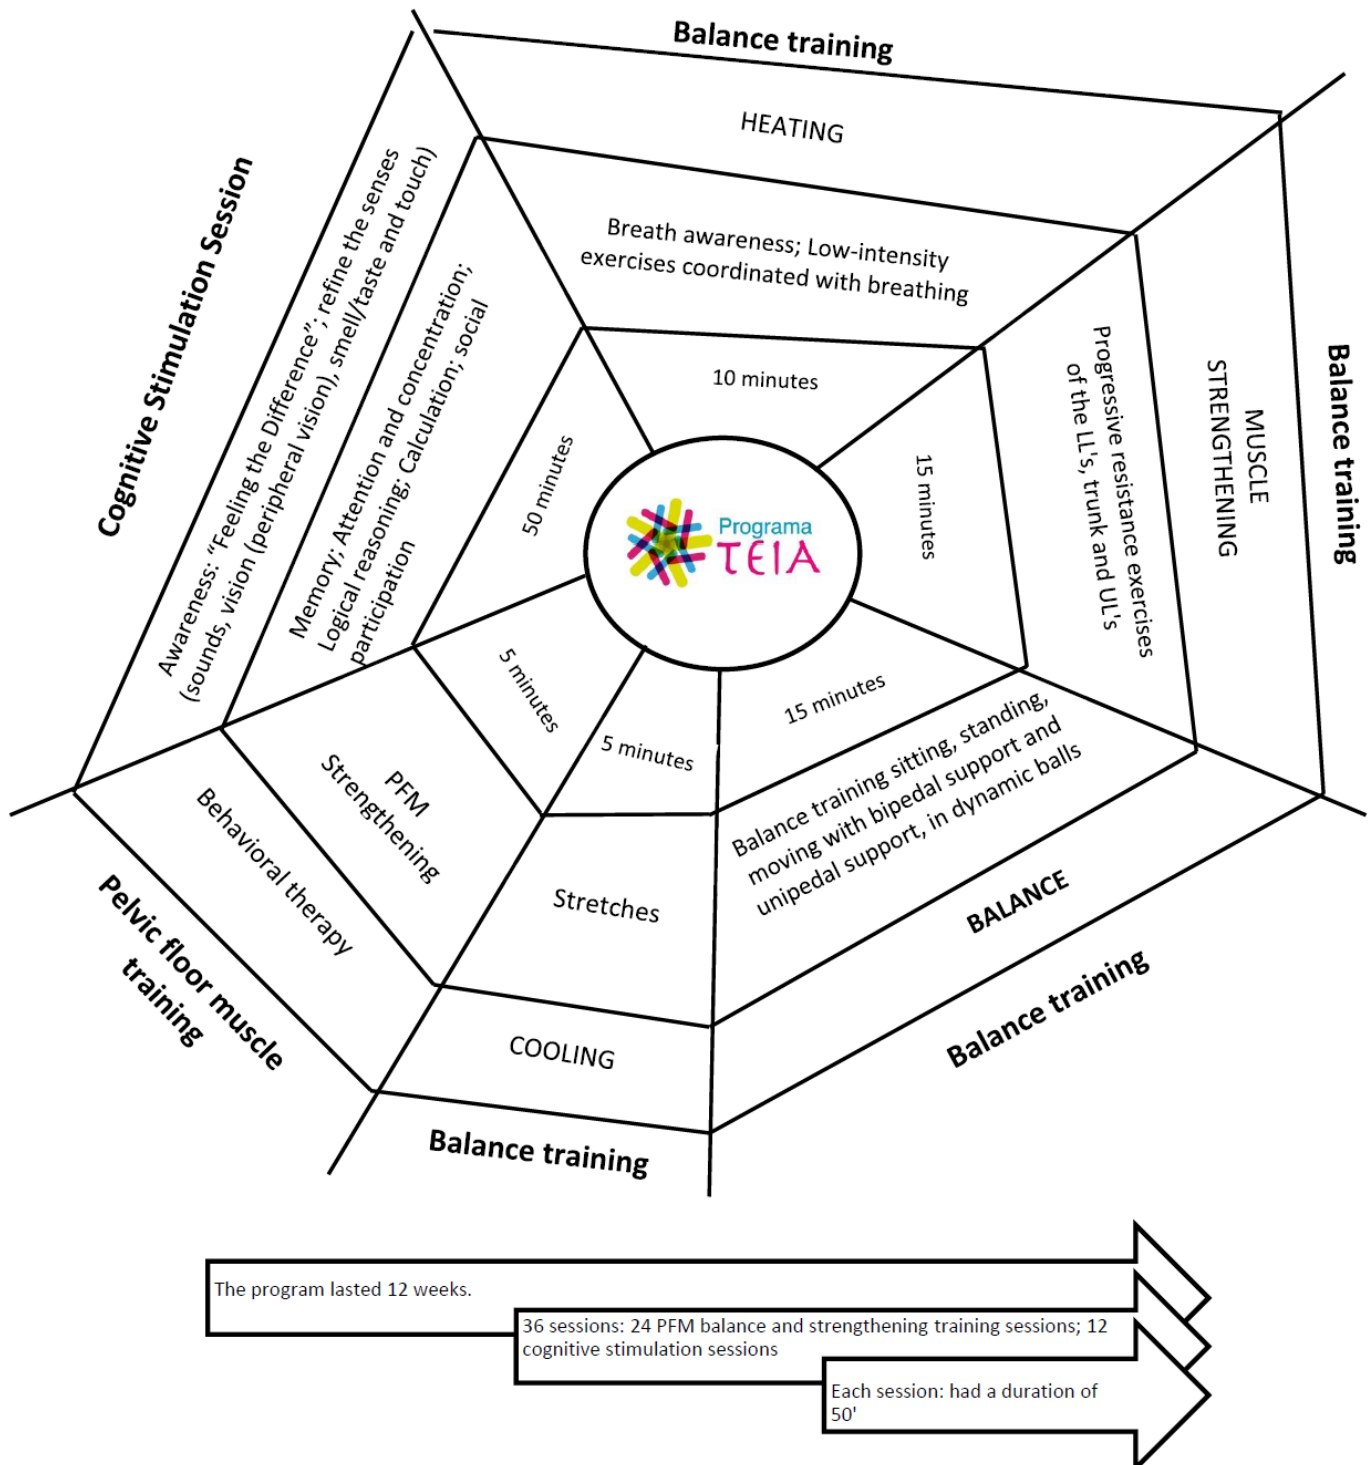 Balance training
HEATING
Breath awareness; Low-intensity
exercises coordinated with breathing
10 minutes
Balance training
MUSCLE
STRENGTHENING
Progressive resistance exercises
of the LL's, trunk and UL's
15 minutes
Balance training
BALANCE
Balance training sitting, standing,
moving with bipedal support and
unipedal support, in dynamic balls
15 minutes
Balance training
COOLING
Stretches
5 minutes
Pelvic floor muscle
training
Behavioral therapy
PFM
Strengthening
5 minutes
Cognitive Stimulation Session
Awareness: “Feeling the Difference”; refine the senses
(sounds, vision (peripheral vision), smell/taste and touch)
Memory; Attention and concentration;
Logical reasoning; Calculation; social
participation
50 minutes
Programa
TEIA
The program lasted 12 weeks.
36 sessions: 24 PFM balance and strengthening training sessions; 12
cognitive stimulation sessions
Each session: had a duration of
50'